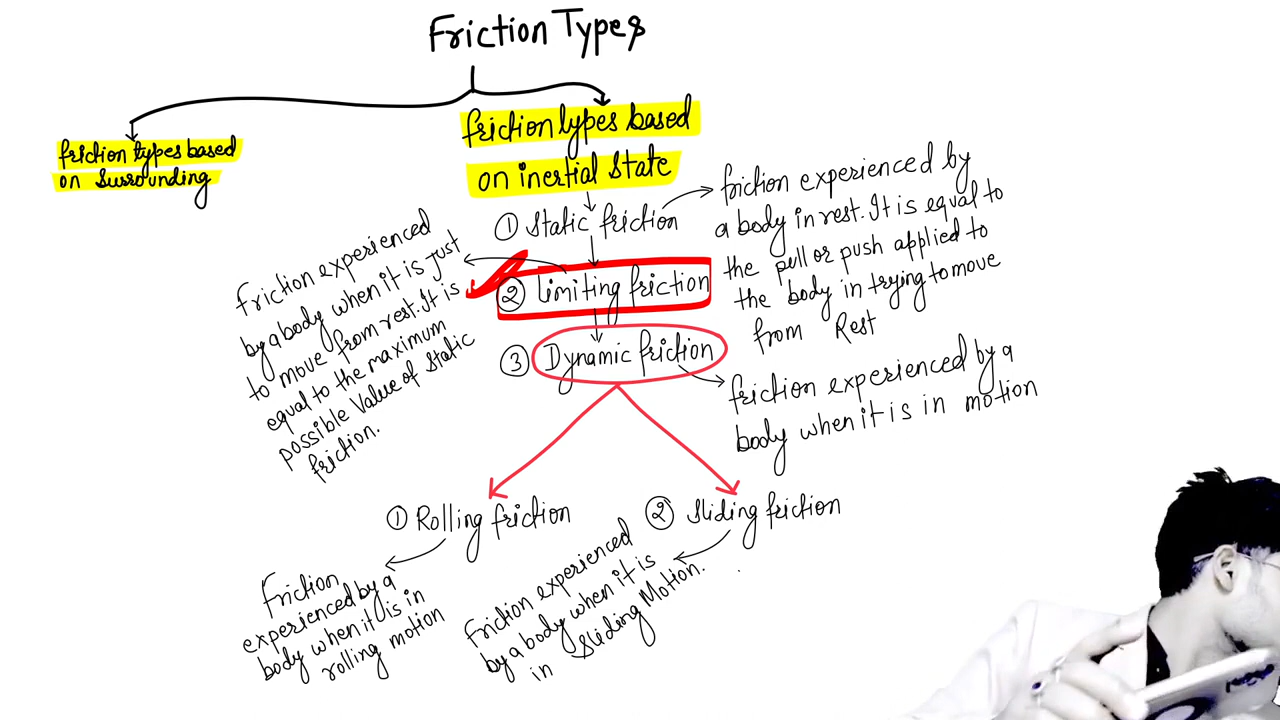 Friction Types
friction types based
on Surrounding
friction types based
on inertial State
① Static friction
friction experienced by
a body in rest. It is equal to
the pull or push applied to
the body in trying to move
from Rest
② Limiting friction
Friction experienced
by a body when it is just
to move from rest. It is
equal to the maximum
possible Value of Static
friction.
③ Dynamic friction
friction experienced by a
body when it is in motion
① Rolling friction
Friction
experienced by a
body when it is in
rolling motion
② Sliding friction
Friction experienced
by a body when it is
in Sliding Motion.